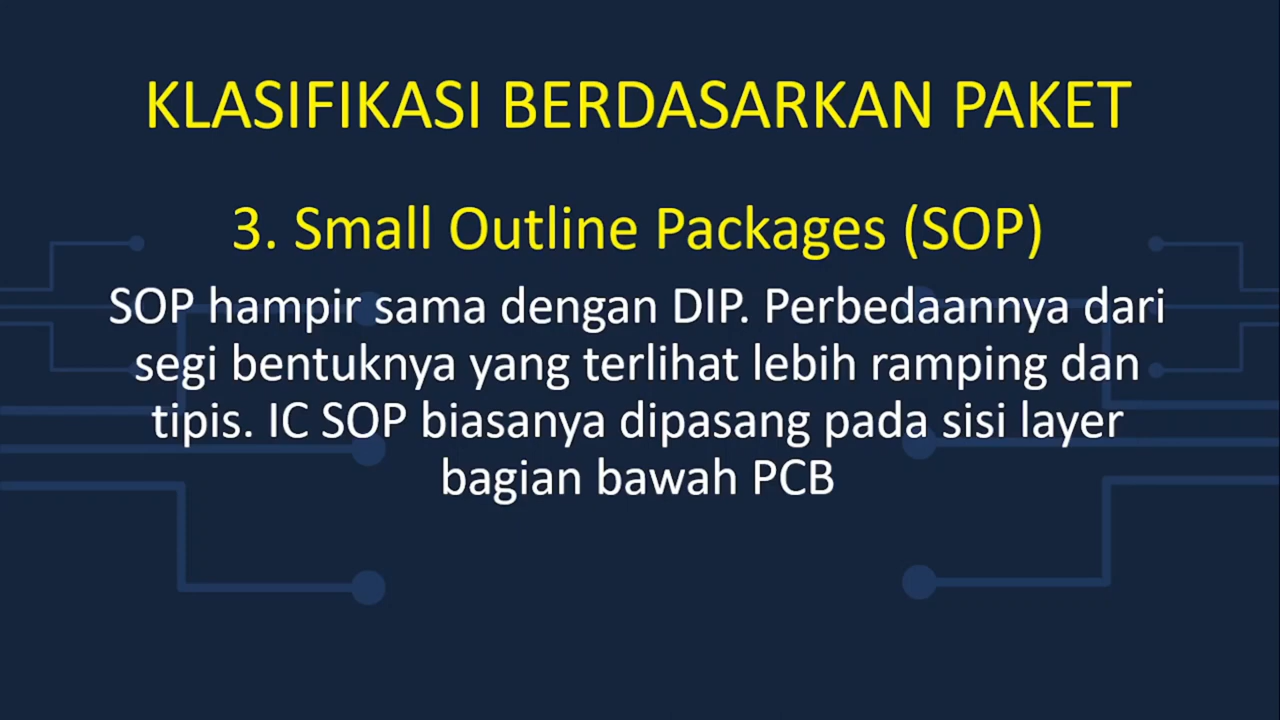 KLASIFIKASI BERDASARKAN PAKET
3. Small Outline Packages (SOP)
SOP hampir sama dengan DIP. Perbedaannya dari
segi bentuknya yang terlihat lebih ramping dan
tipis. IC SOP biasanya dipasang pada sisi layer
bagian bawah PCB